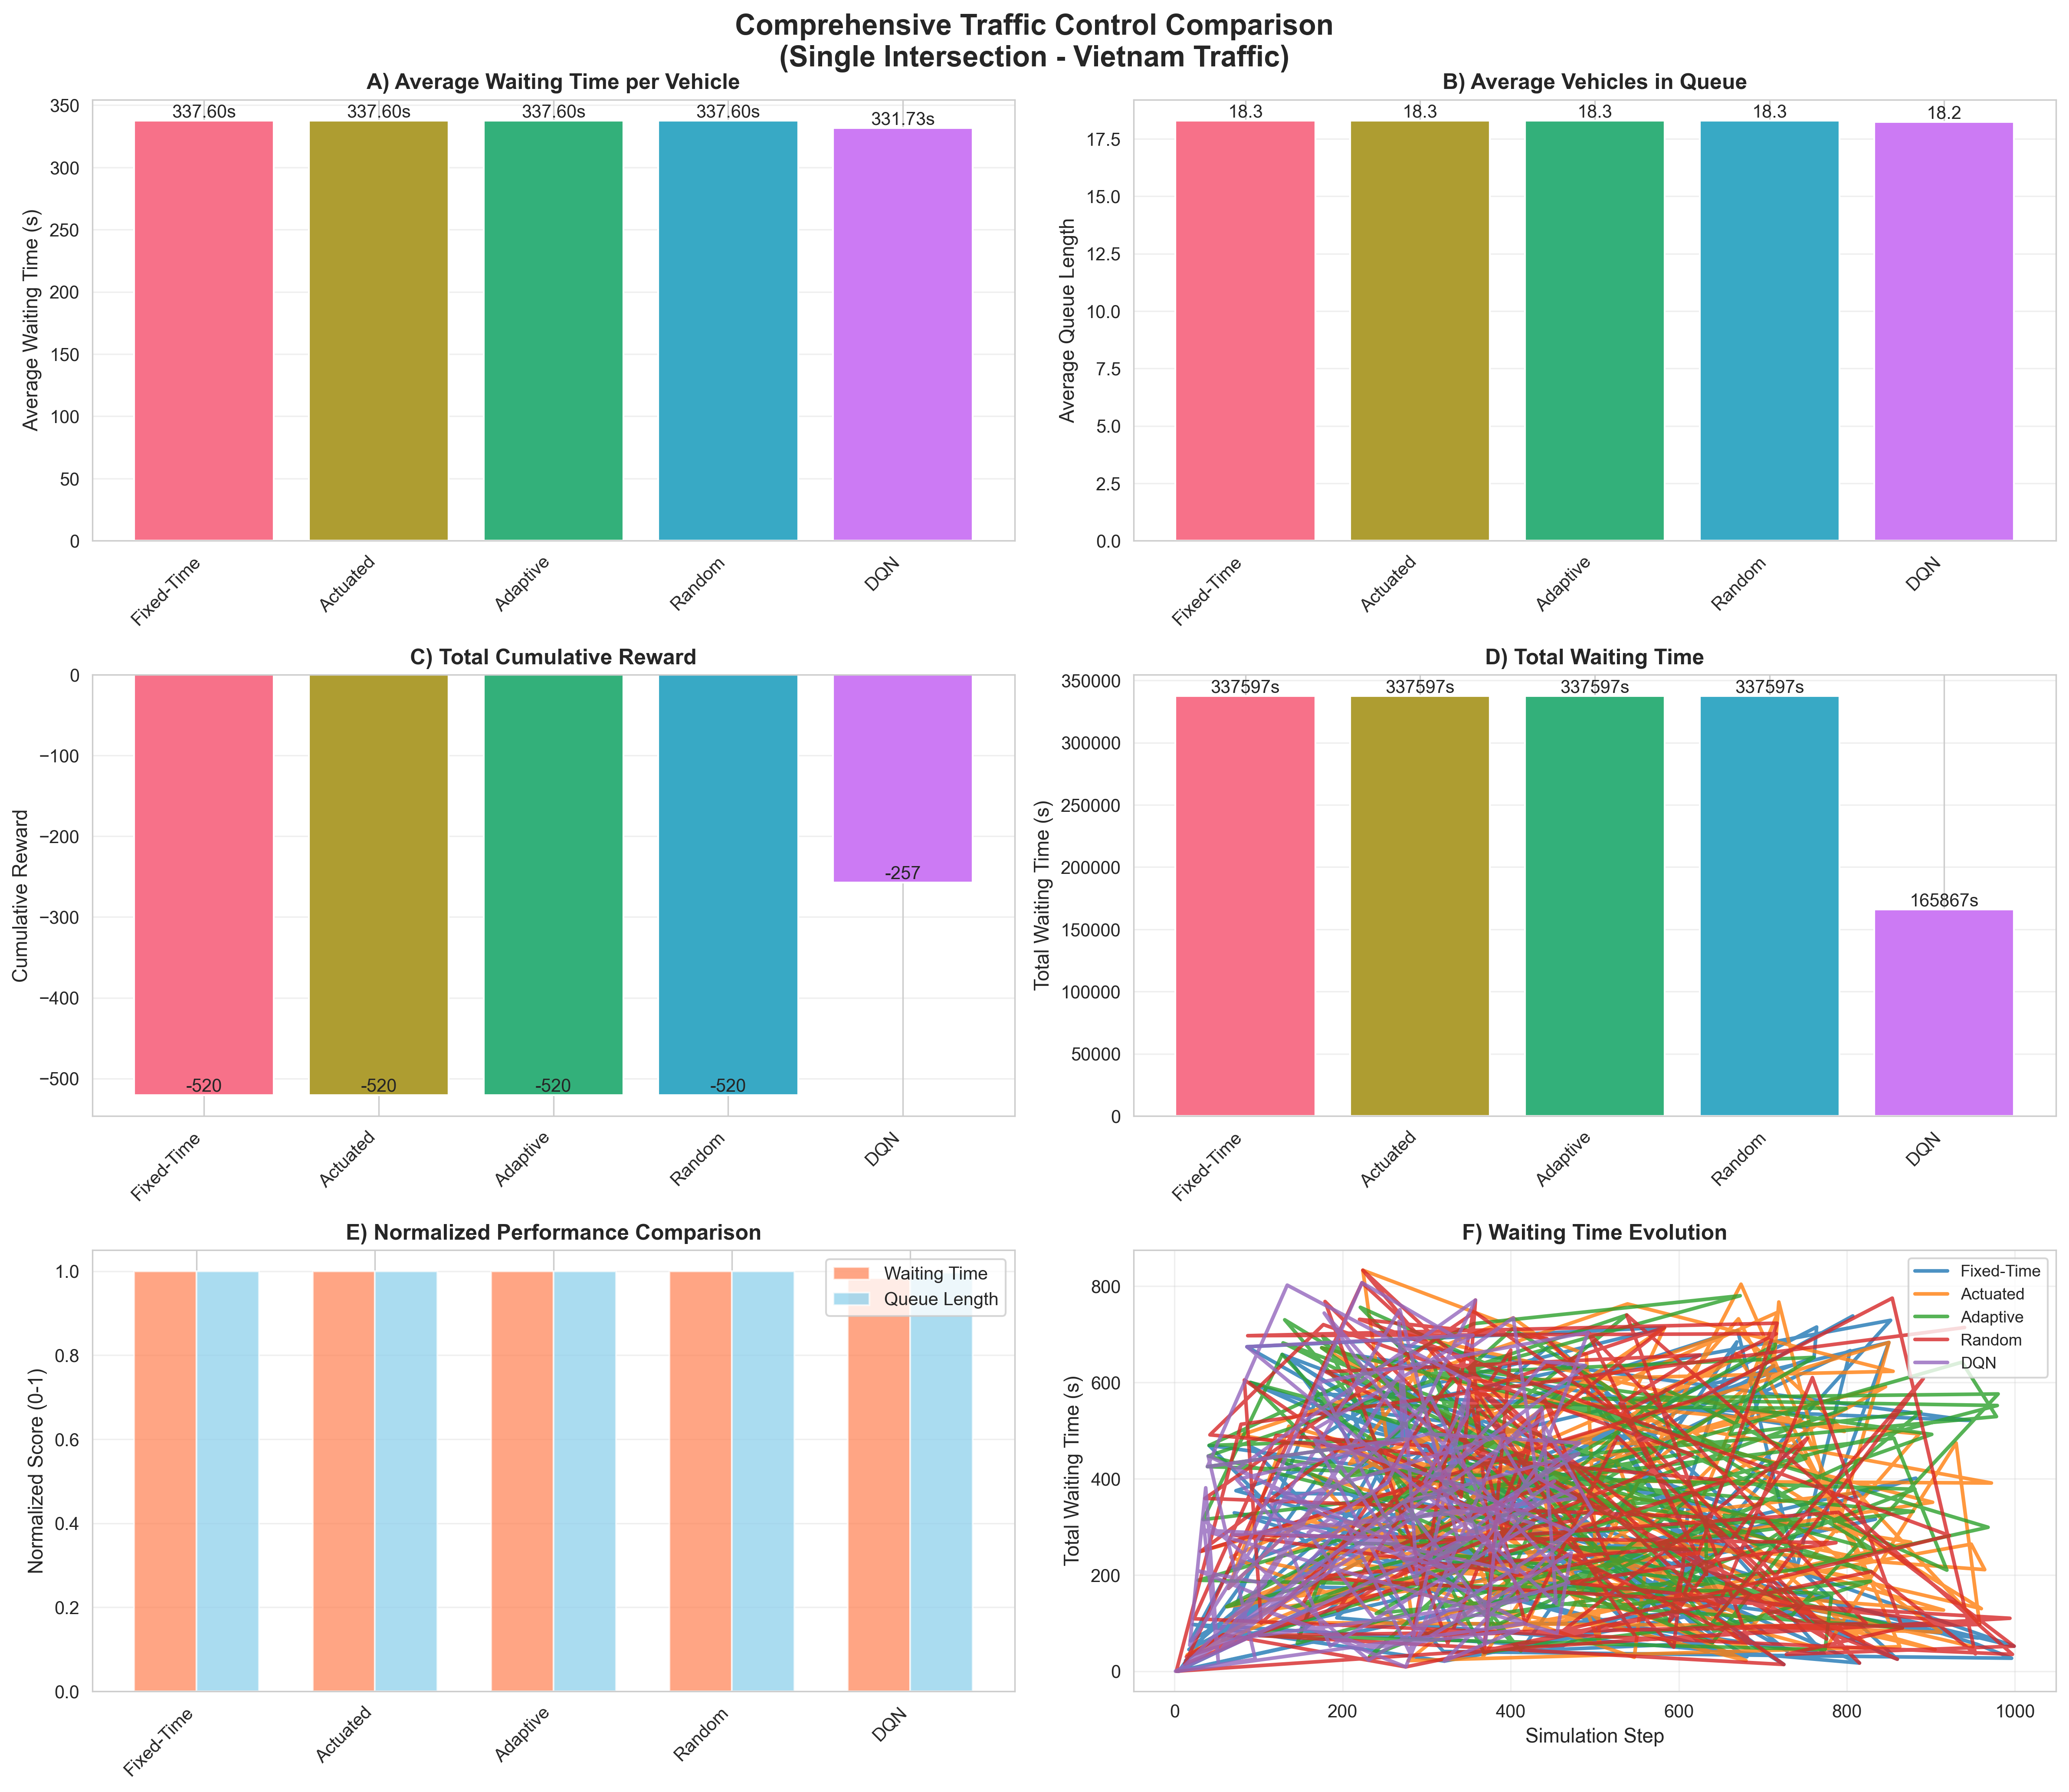 Comprehensive Traffic Control Comparison
(Single Intersection - Vietnam Traffic)
A) Average Waiting Time per Vehicle
Average Waiting Time (s)
350
300
250
200
150
100
50
0
337.60s
337.60s
337.60s
337.60s
331.73s
Fixed-Time
Actuated
Adaptive
Random
DQN
B) Average Vehicles in Queue
Average Queue Length
17.5
15.0
12.5
10.0
7.5
5.0
2.5
0.0
18.3
18.3
18.3
18.3
18.2
Fixed-Time
Actuated
Adaptive
Random
DQN
C) Total Cumulative Reward
Cumulative Reward
0
−100
−200
−300
−400
−500
-520
-520
-520
-520
-257
Fixed-Time
Actuated
Adaptive
Random
DQN
D) Total Waiting Time
Total Waiting Time (s)
350000
300000
250000
200000
150000
100000
50000
0
337597s
337597s
337597s
337597s
165867s
Fixed-Time
Actuated
Adaptive
Random
DQN
E) Normalized Performance Comparison
Normalized Score (0-1)
1.0
0.8
0.6
0.4
0.2
0.0
Waiting Time
Queue Length
Fixed-Time
Actuated
Adaptive
Random
DQN
F) Waiting Time Evolution
Total Waiting Time (s)
800
600
400
200
0
Fixed-Time
Actuated
Adaptive
Random
DQN
0
200
400
600
800
1000
Simulation Step